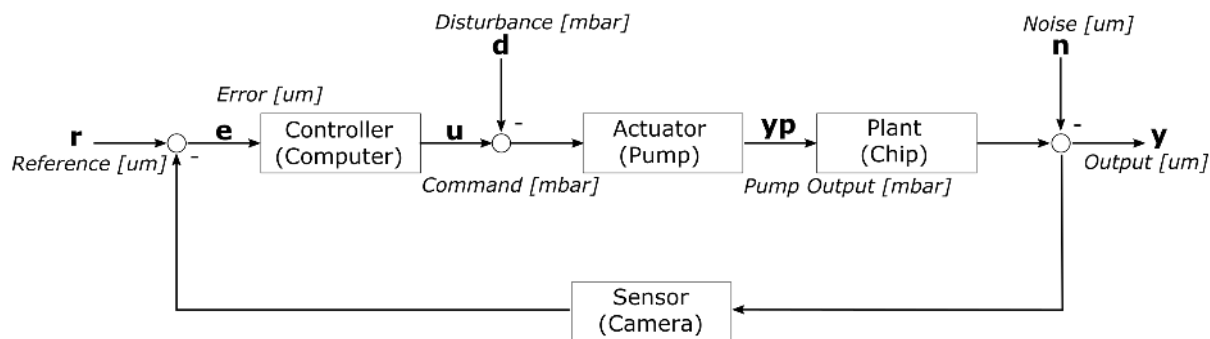 Disturbance [mbar]
d
Noise [um]
n
Error [um]
r
Reference [um]
-
e
Controller
(Computer)
u
-
Command [mbar]
Actuator
(Pump)
yp
Pump Output [mbar]
Plant
(Chip)
-
y
Output [um]
Sensor
(Camera)